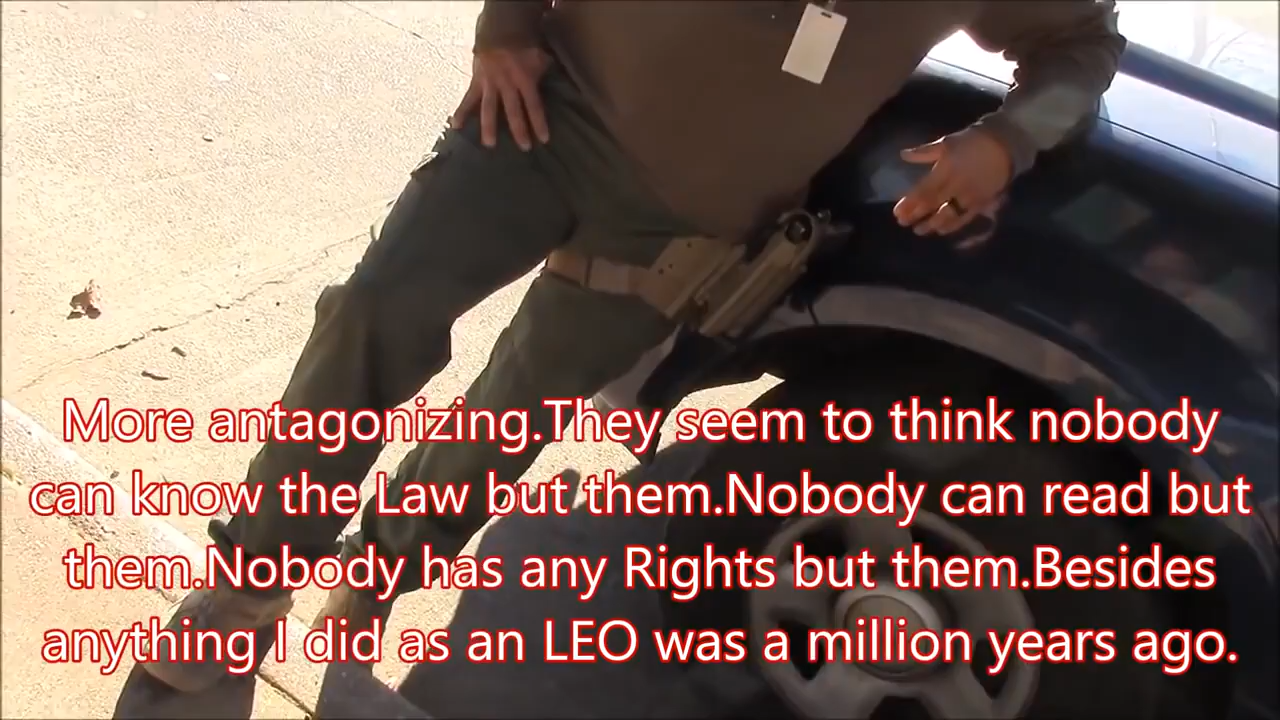 More antagonizing.They seem to think nobody
can know the Law but them.Nobody can read but
them.Nobody has any Rights but them.Besides
anything I did as an LEO was a million years ago.